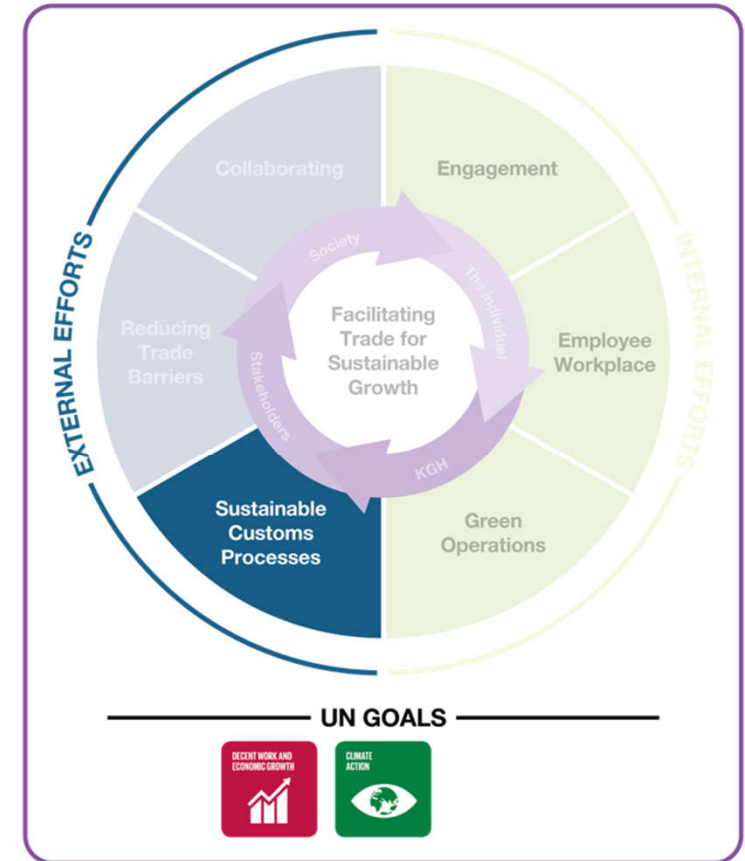 Collaborating
Engagement
EXTERNAL EFFORTS
INTERNAL EFFORTS
Society
The individual
Reducing
Trade
Barriers
Facilitating
Trade for
Sustainable
Growth
Employee
Workplace
Stakeholders
KGH
Sustainable
Customs
Processes
Green
Operations
UN GOALS
DECENT WORK AND
ECONOMIC GROWTH
CLIMATE
ACTION